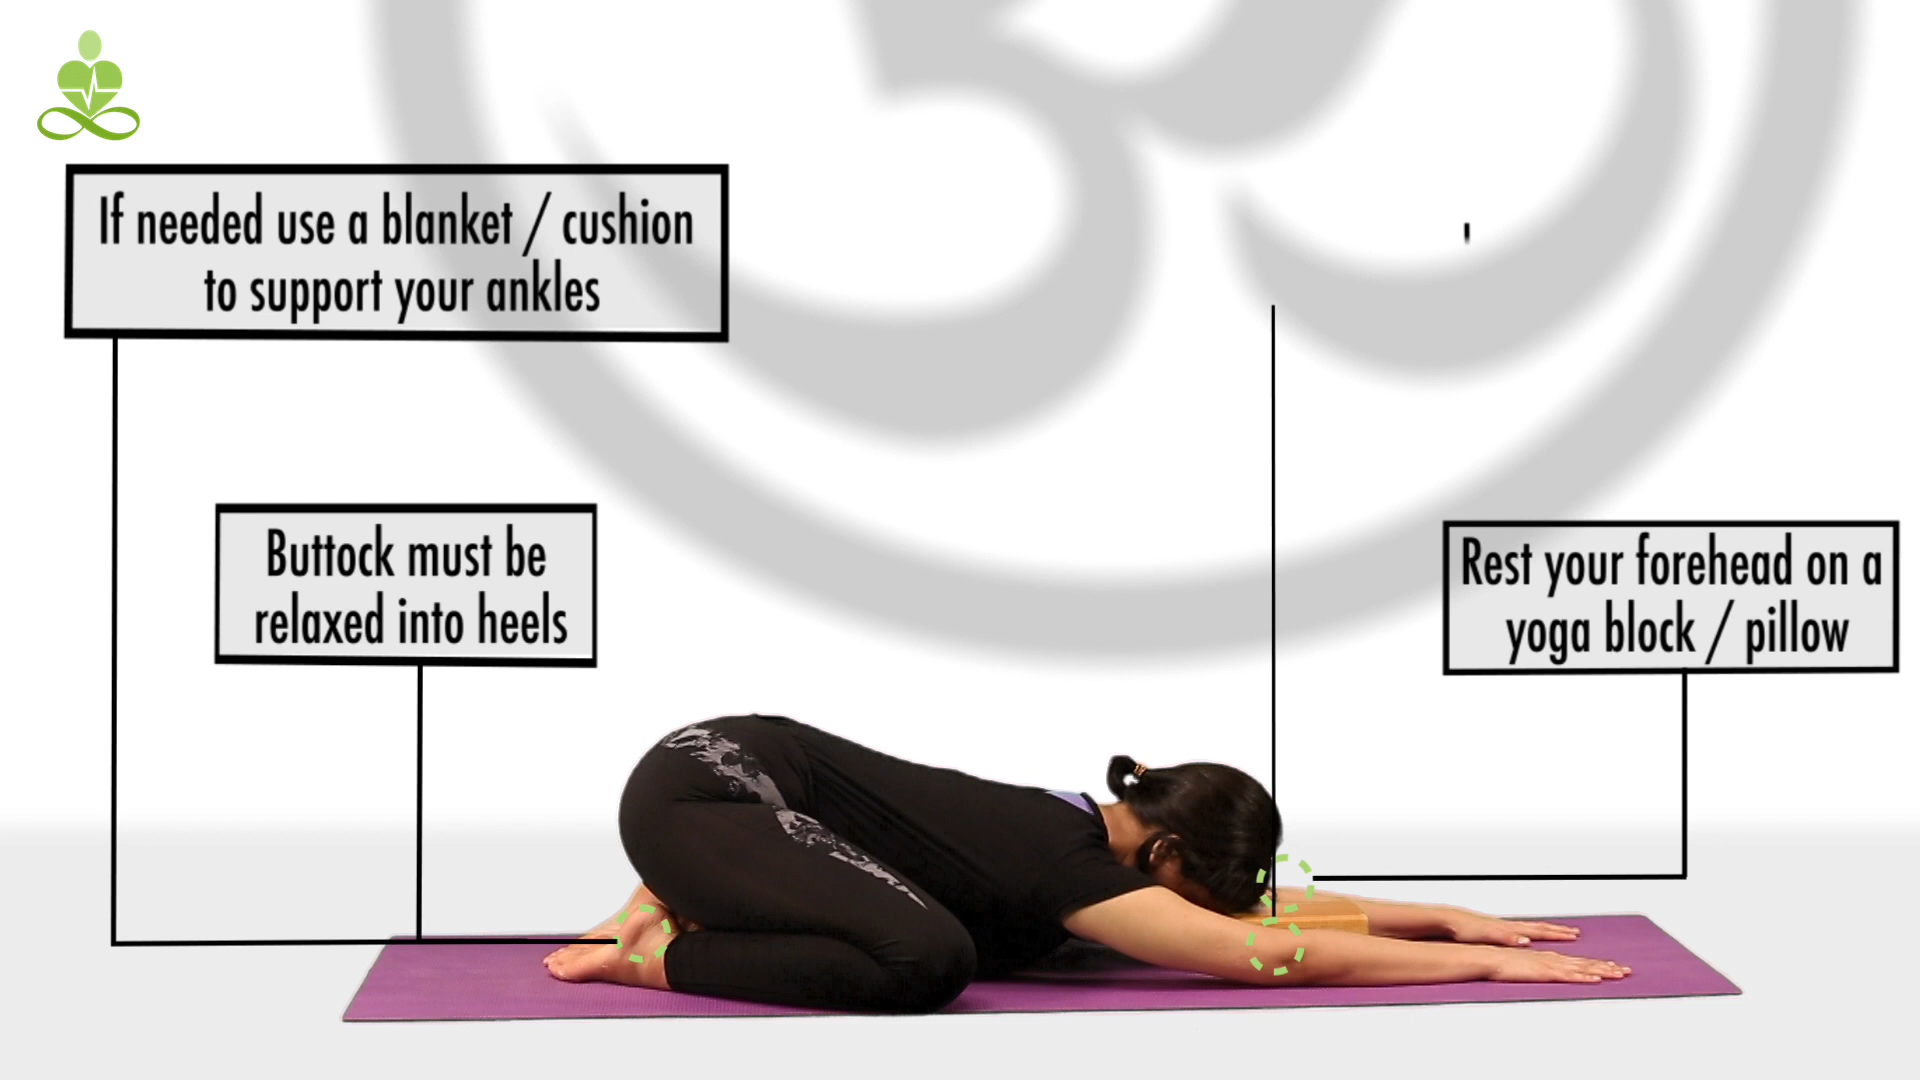 If needed use a blanket / cushion
to support your ankles
Buttock must be
relaxed into heels
Rest your forehead on a
yoga block / pillow